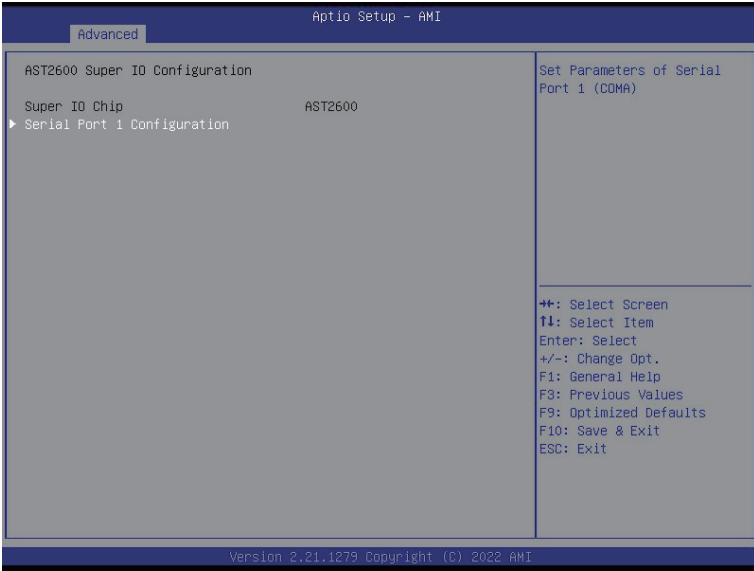 Aptio Setup - AMI
Advanced
AST2600 Super IO Configuration
Super IO Chip AST2600
▶ Serial Port 1 Configuration
Set Parameters of Serial
Port 1 (COMA)
→←: Select Screen
↑↓: Select Item
Enter: Select
+/-: Change Opt.
F1: General Help
F3: Previous Values
F9: Optimized Defaults
F10: Save & Exit
ESC: Exit
Version 2.21.1279 Copyright (C) 2022 AMI